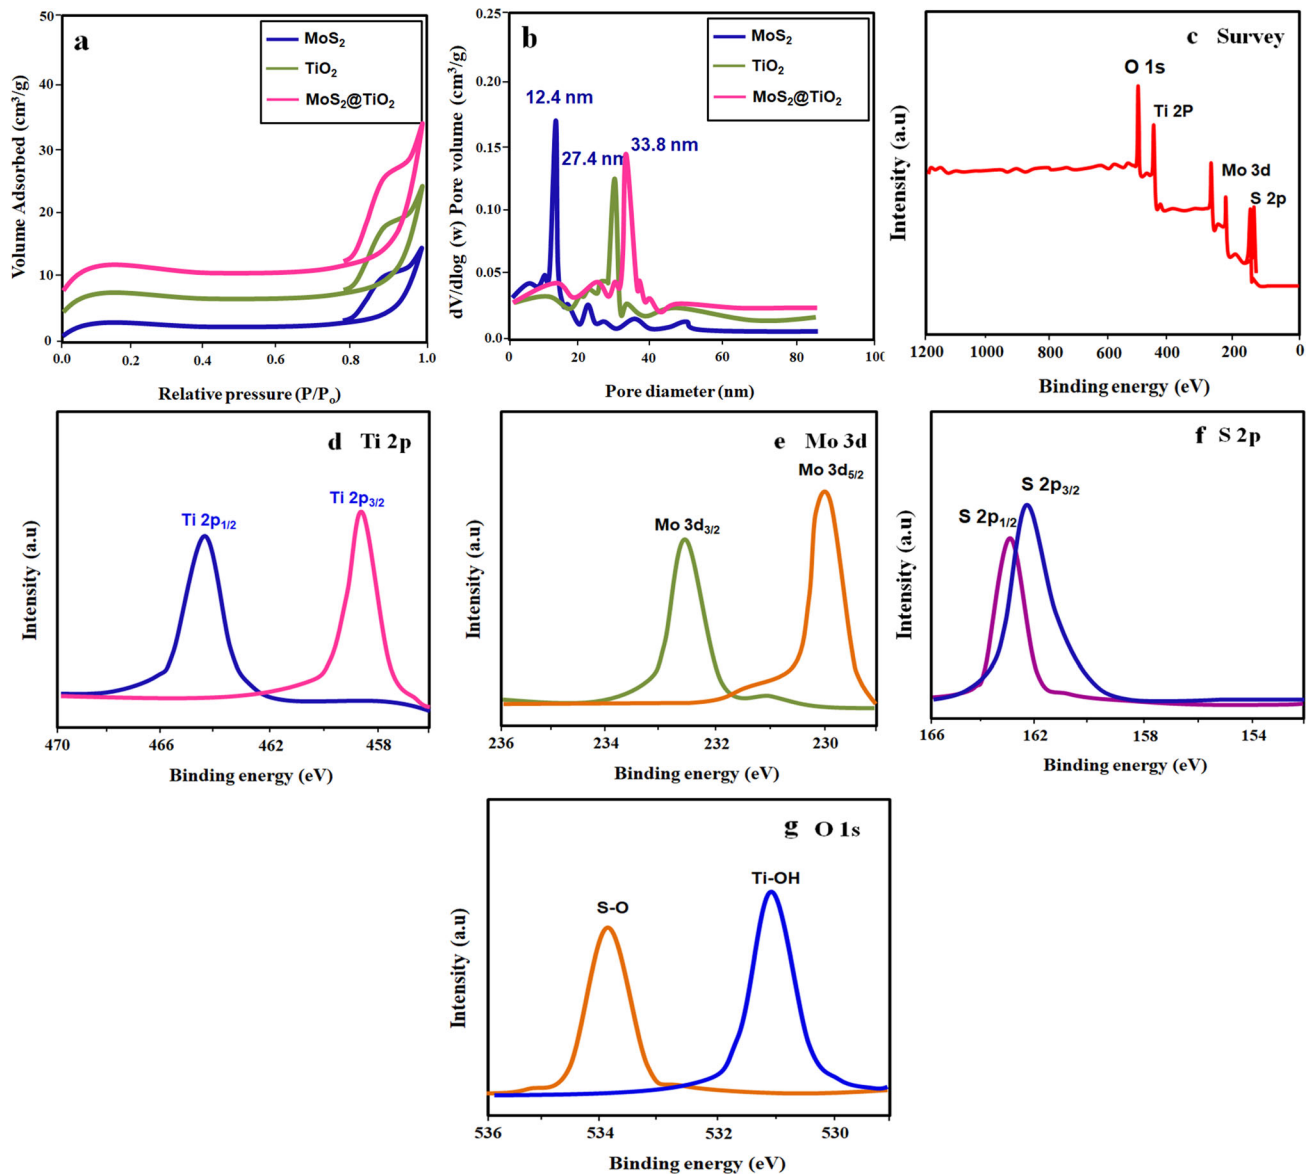 a
MoS₂
TiO₂
MoS₂@TiO₂
50
40
30
20
10
0
0.0
0.2
0.4
0.6
0.8
1.0
Volume Adsorbed (cm³/g)
Relative pressure (P/Pₒ)
b
MoS₂
TiO₂
MoS₂@TiO₂
12.4 nm
27.4 nm
33.8 nm
0.25
0.20
0.15
0.10
0.05
0.0
0
20
40
60
80
100
dV/dlog (w) Pore volume (cm³/g)
Pore diameter (nm)
c Survey
O 1s
Ti 2P
Mo 3d
S 2p
Intensity (a.u)
1200
1000
800
600
400
200
0
Binding energy (eV)
d Ti 2p
Ti 2p₁/₂
Ti 2p₃/₂
Intensity (a.u)
470
466
462
458
Binding energy (eV)
e Mo 3d
Mo 3d₅/₂
Mo 3d₃/₂
Intensity (a.u)
236
234
232
230
Binding energy (eV)
f S 2p
S 2p₃/₂
S 2p₁/₂
Intensity (a.u)
166
162
158
154
Binding energy (eV)
g O 1s
Ti-OH
S-O
Intensity (a.u)
536
534
532
530
Binding energy (eV)